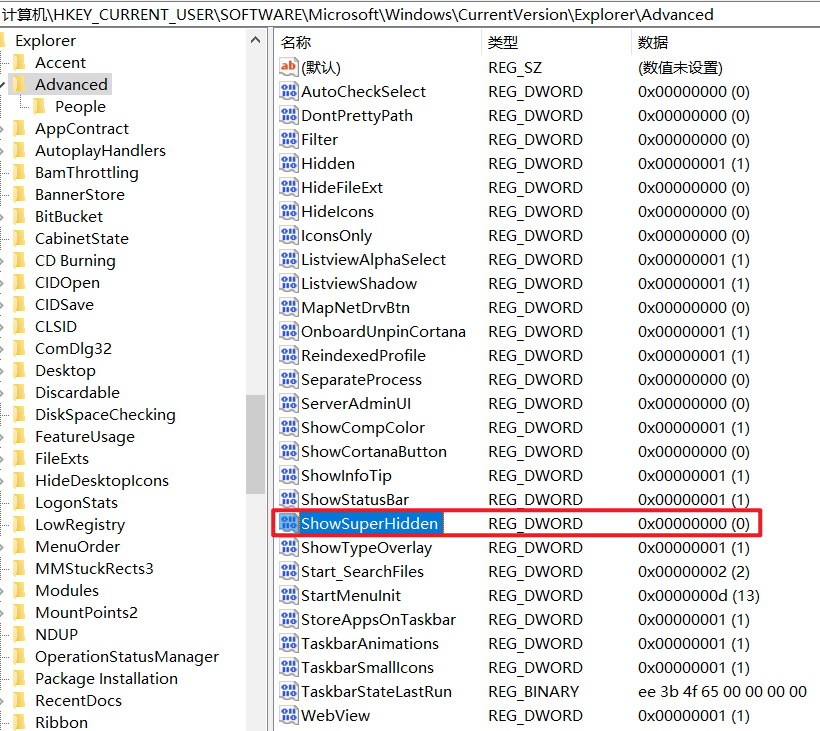 计算机\HKEY_CURRENT_USER\SOFTWARE\Microsoft\Windows\CurrentVersion\Explorer\Advanced
Explorer
Accent
Advanced
People
AppContract
AutoplayHandlers
BamThrottling
BannerStore
BitBucket
CabinetState
CD Burning
CIDOpen
CIDSave
CLSID
ComDlg32
Desktop
Discardable
DiskSpaceChecking
FeatureUsage
FileExts
HideDesktopIcons
LogonStats
LowRegistry
MenuOrder
MMStuckRects3
Modules
MountPoints2
NDUP
OperationStatusManager
Package Installation
RecentDocs
Ribbon
名称 类型 数据
(默认) REG_SZ (数值未设置)
AutoCheckSelect REG_DWORD 0x00000000 (0)
DontPrettyPath REG_DWORD 0x00000000 (0)
Filter REG_DWORD 0x00000000 (0)
Hidden REG_DWORD 0x00000001 (1)
HideFileExt REG_DWORD 0x00000000 (0)
HideIcons REG_DWORD 0x00000000 (0)
IconsOnly REG_DWORD 0x00000000 (0)
ListviewAlphaSelect REG_DWORD 0x00000001 (1)
ListviewShadow REG_DWORD 0x00000001 (1)
MapNetDrvBtn REG_DWORD 0x00000000 (0)
OnboardUnpinCortana REG_DWORD 0x00000001 (1)
ReindexedProfile REG_DWORD 0x00000001 (1)
SeparateProcess REG_DWORD 0x00000000 (0)
ServerAdminUI REG_DWORD 0x00000000 (0)
ShowCompColor REG_DWORD 0x00000001 (1)
ShowCortanaButton REG_DWORD 0x00000000 (0)
ShowInfoTip REG_DWORD 0x00000001 (1)
ShowStatusBar REG_DWORD 0x00000001 (1)
ShowSuperHidden REG_DWORD 0x00000000 (0)
ShowTypeOverlay REG_DWORD 0x00000001 (1)
Start_SearchFiles REG_DWORD 0x00000002 (2)
StartMenuInit REG_DWORD 0x0000000d (13)
StoreAppsOnTaskbar REG_DWORD 0x00000001 (1)
TaskbarAnimations REG_DWORD 0x00000001 (1)
TaskbarSmallIcons REG_DWORD 0x00000001 (1)
TaskbarStateLastRun REG_BINARY ee 3b 4f 65 00 00 00 00
WebView REG_DWORD 0x00000001 (1)